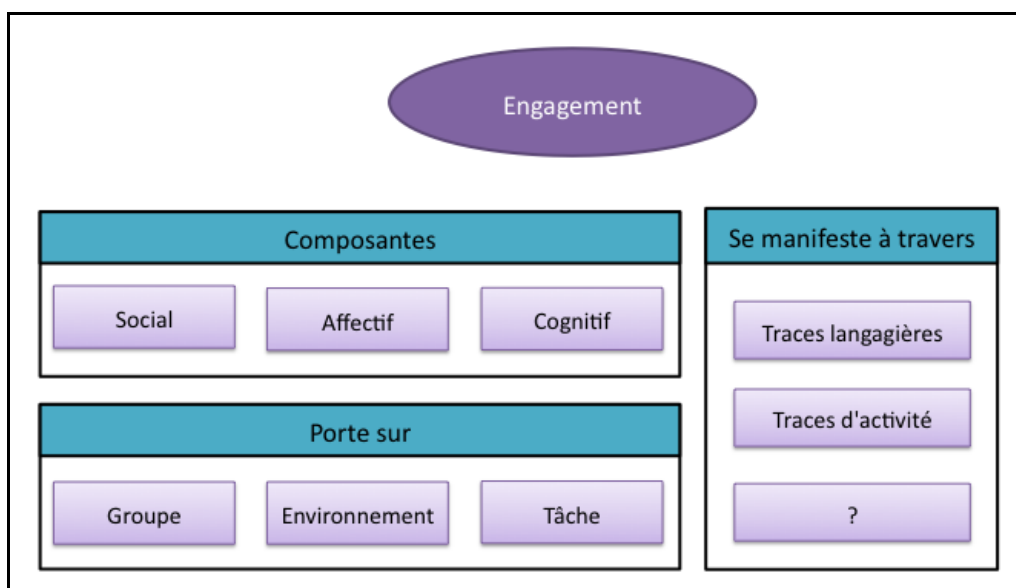 Engagement
Composantes
Social
Affectif
Cognitif
Porte sur
Groupe
Environnement
Tâche
Se manifeste à travers
Traces langagières
Traces d'activité
?